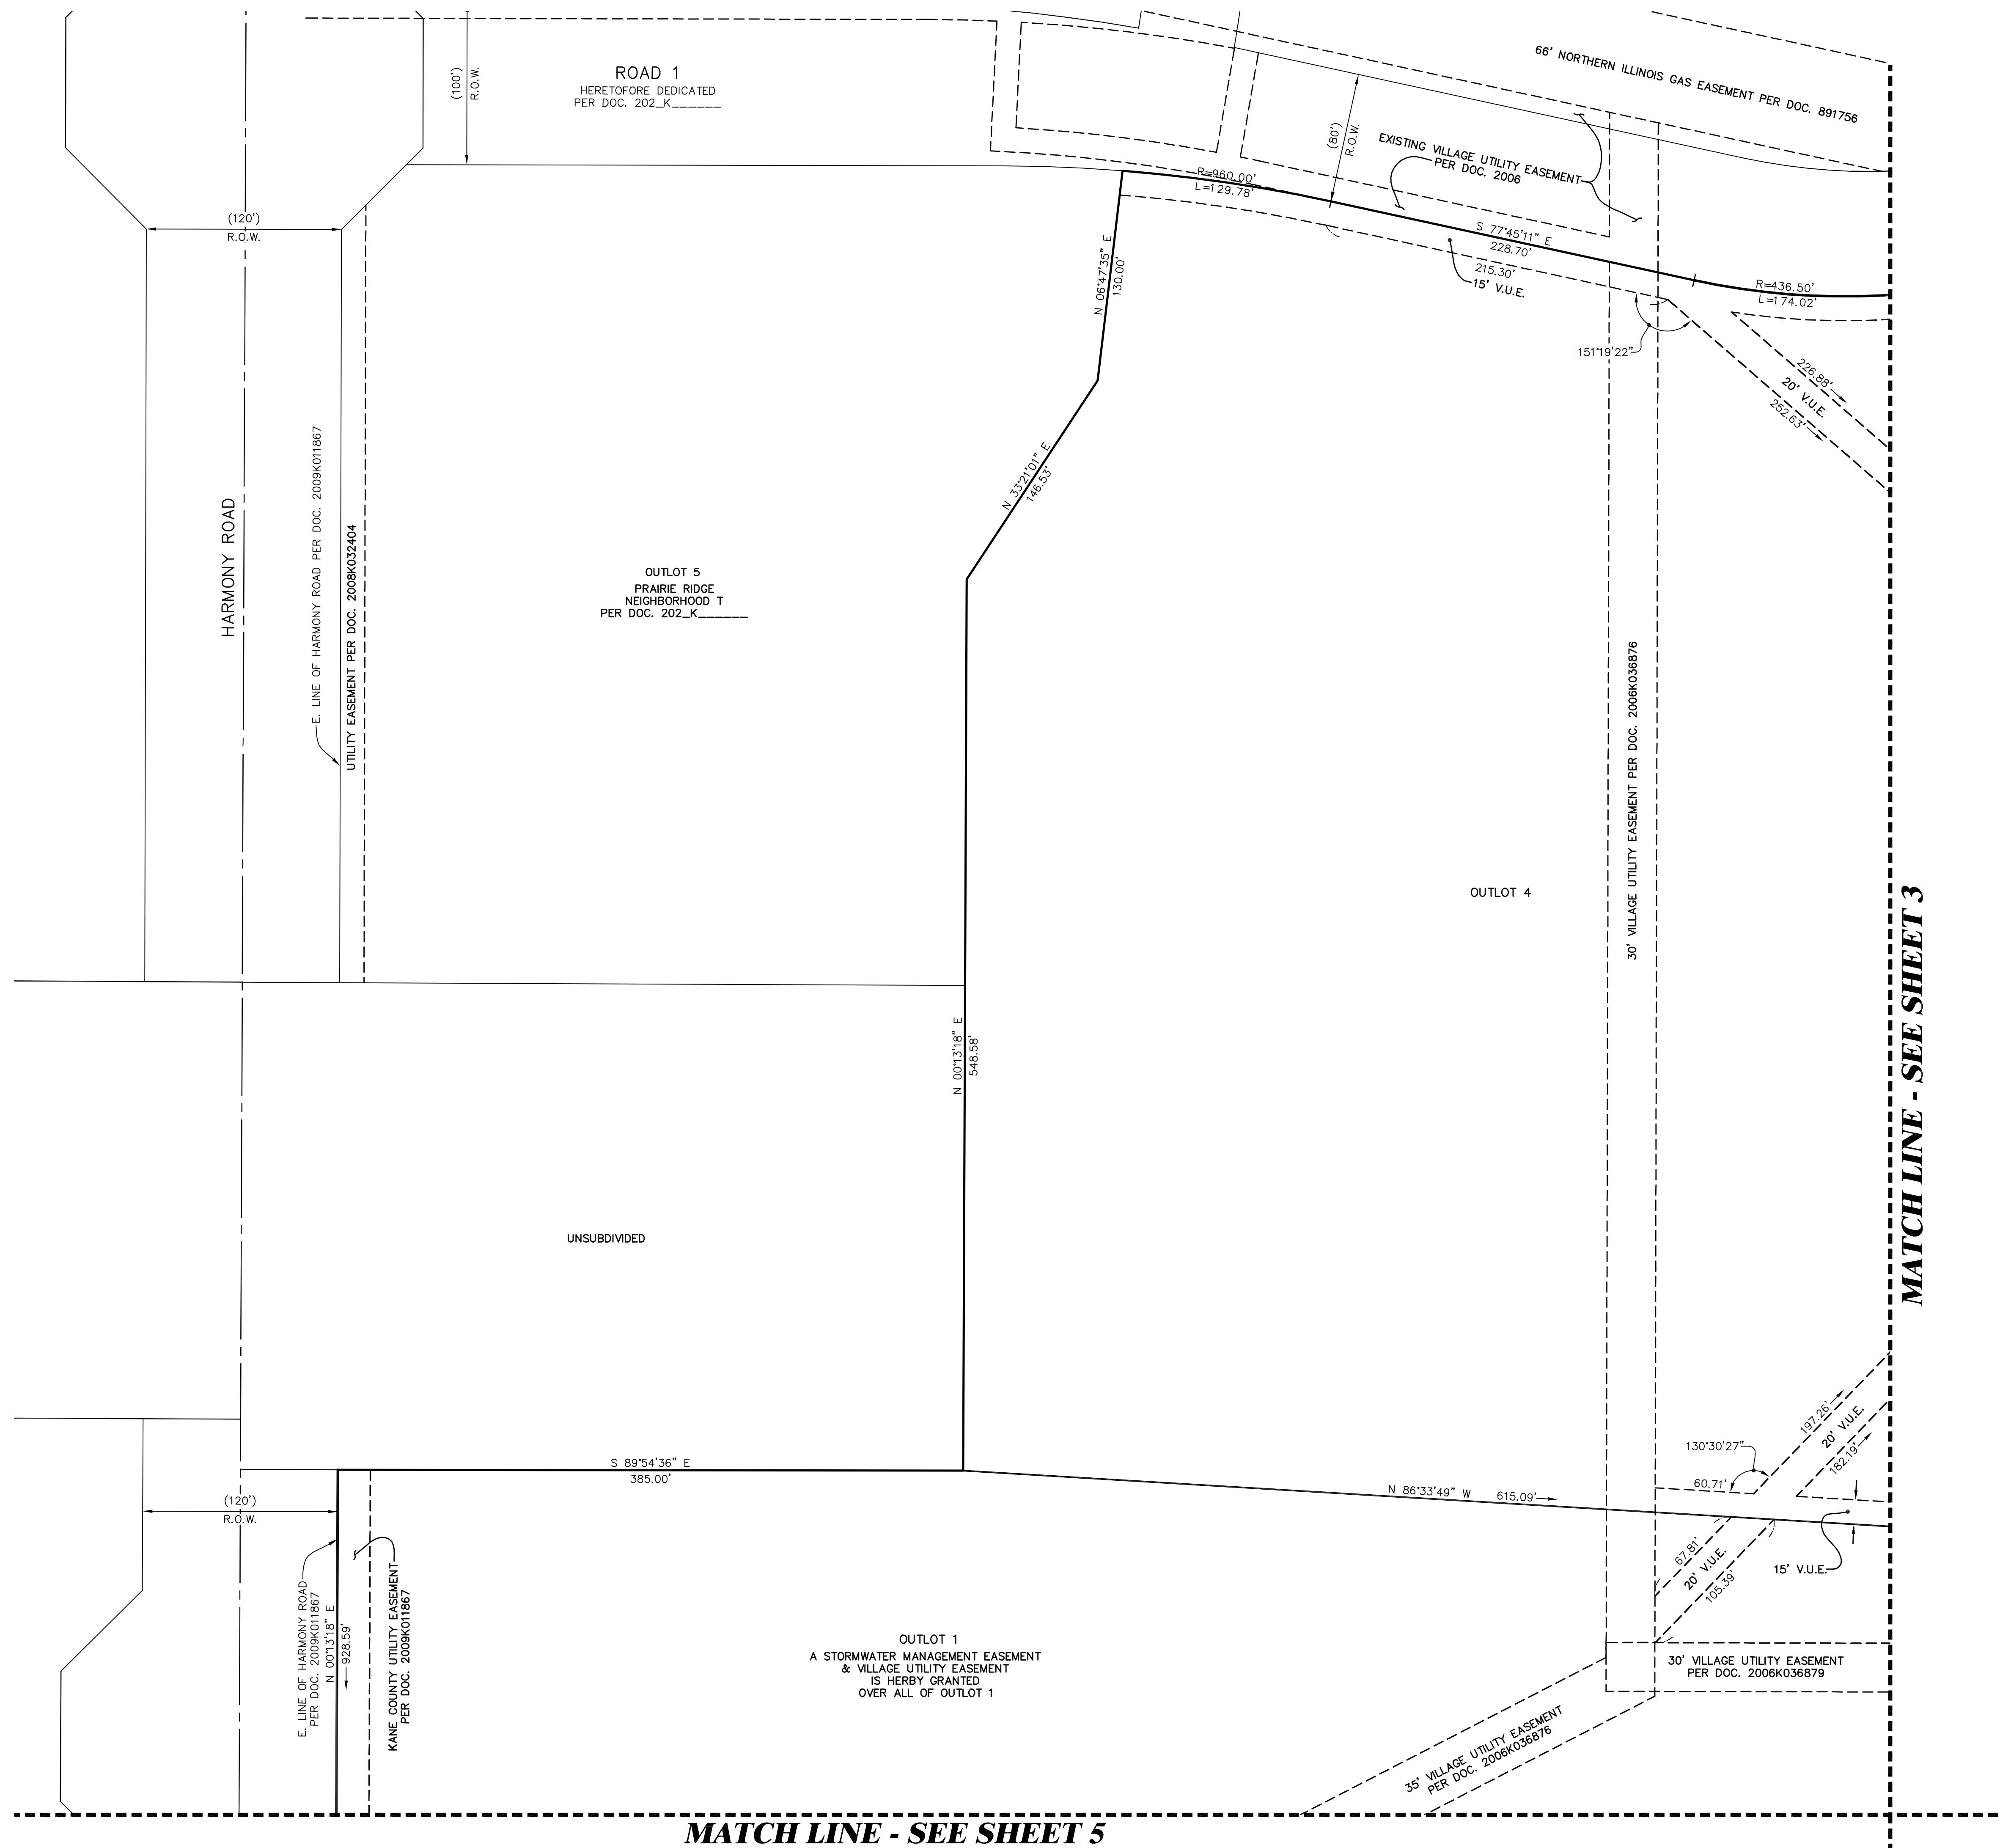 66' NORTHERN ILLINOIS GAS EASEMENT PER DOC. 891756
ROAD 1
HERETOFORE DEDICATED
PER DOC. 202_K______
(100')
R.O.W.
(80')
R.O.W.
EXISTING VILLAGE UTILITY EASEMENT
PER DOC. 2006
R=960.00'
L=129.78'
(120')
R.O.W.
S 77°45'11" E
228.70'
215.30'
15' V.U.E.
N 06°47'35" E
130.00'
R=436.50'
L=174.02'
151°19'22"
226.88'
20' V.U.E.
252.63'
N 33°21'01" E
146.53'
HARMONY ROAD
E. LINE OF HARMONY ROAD PER DOC. 2009K011867
UTILITY EASEMENT PER DOC. 2008K032404
OUTLOT 5
PRAIRIE RIDGE
NEIGHBORHOOD T
PER DOC. 202_K______
30' VILLAGE UTILITY EASEMENT PER DOC. 2006K036876
OUTLOT 4
MATCH LINE - SEE SHEET 3
N 00°13'18" E
548.58'
UNSUBDIVIDED
S 89°54'36" E
385.00'
N 86°33'49" W 615.09'
130°30'27"
60.71'
197.26'
20' V.U.E.
182.19'
(120')
R.O.W.
67.81'
20' V.U.E.
105.39'
15' V.U.E.
E. LINE OF HARMONY ROAD
PER DOC. 2009K011867
N 00°13'18" E
928.59'
KANE COUNTY UTILITY EASEMENT
PER DOC. 2009K011867
OUTLOT 1
A STORMWATER MANAGEMENT EASEMENT
& VILLAGE UTILITY EASEMENT
IS HERBY GRANTED
OVER ALL OF OUTLOT 1
30' VILLAGE UTILITY EASEMENT
PER DOC. 2006K036879
35' VILLAGE UTILITY EASEMENT
PER DOC. 2006K036876
MATCH LINE - SEE SHEET 5